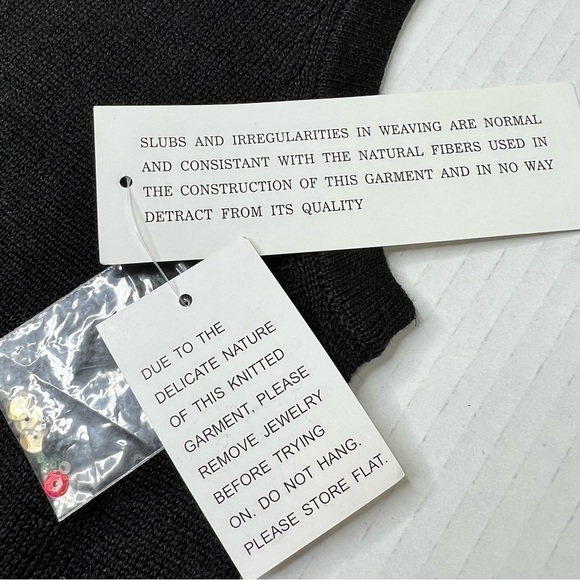 SLUBS AND IRREGULARITIES IN WEAVING ARE NORMAL
AND CONSISTANT WITH THE NATURAL FIBERS USED IN
THE CONSTRUCTION OF THIS GARMENT AND IN NO WAY
DETRACT FROM ITS QUALITY
DUE TO THE
DELICATE NATURE
OF THIS KNITTED
GARMENT, PLEASE
REMOVE JEWELRY
BEFORE TRYING
ON. DO NOT HANG.
PLEASE STORE FLAT.